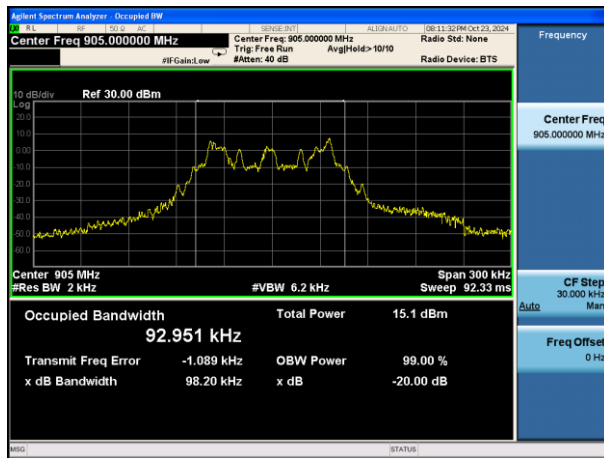 Agilent Spectrum Analyzer - Occupied BW
RL RF 50 Ω AC SENSE:INT ALIGNAUTO 08:11:32 PM Oct 23, 2024
Center Freq 905.000000 MHz
Center Freq: 905.000000 MHz
Radio Std: None
Trig: Free Run Avg|Hold:> 10/10
#IFGain:Low #Atten: 40 dB Radio Device: BTS
10 dB/div Ref 30.00 dBm
Log
20.0
10.0
0.00
-10.0
-20.0
-30.0
-40.0
-50.0
-60.0
Center 905 MHz Span 300 kHz
#Res BW 2 kHz #VBW 6.2 kHz Sweep 92.33 ms
Occupied Bandwidth Total Power 15.1 dBm
92.951 kHz
Transmit Freq Error -1.089 kHz OBW Power 99.00 %
x dB Bandwidth 98.20 kHz x dB -20.00 dB
MSG STATUS
Frequency
Center Freq
905.000000 MHz
CF Step
30.000 kHz
Auto Man
Freq Offset
0 Hz